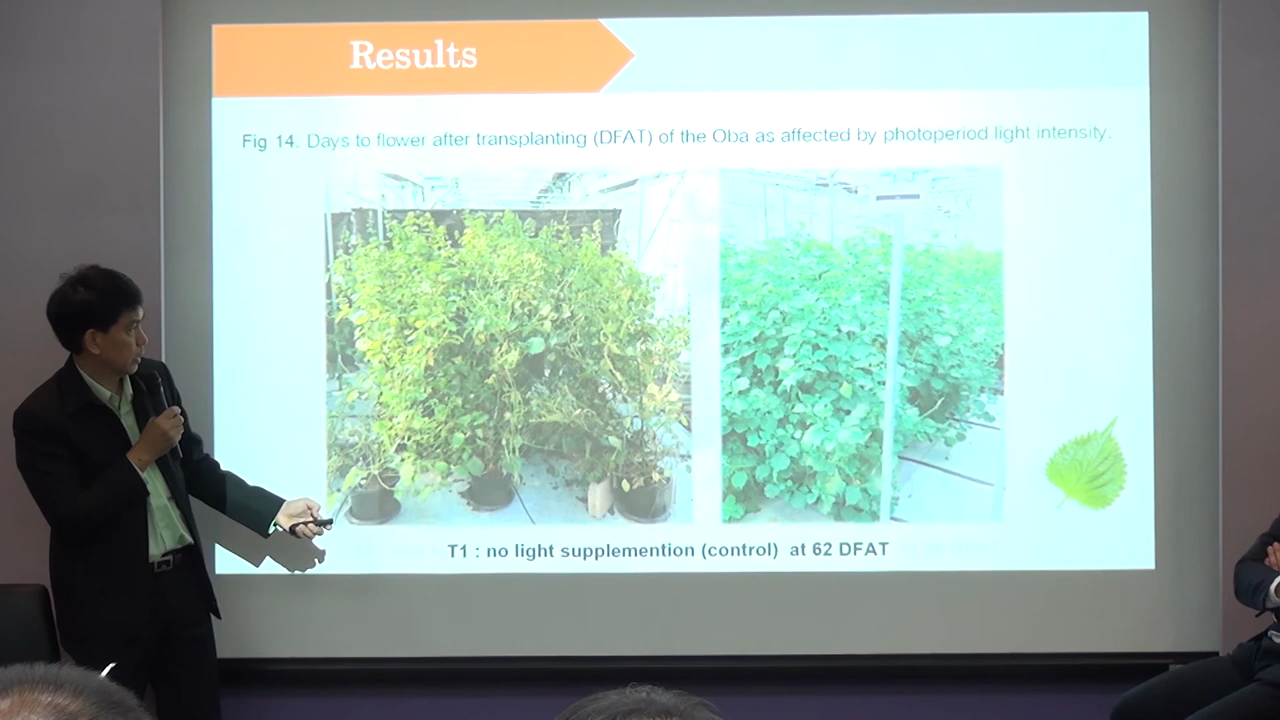 Results
Fig 14. Days to flower after transplanting (DFAT) of the Oba as affected by photoperiod light intensity.
T1 : no light supplemention (control) at 62 DFAT